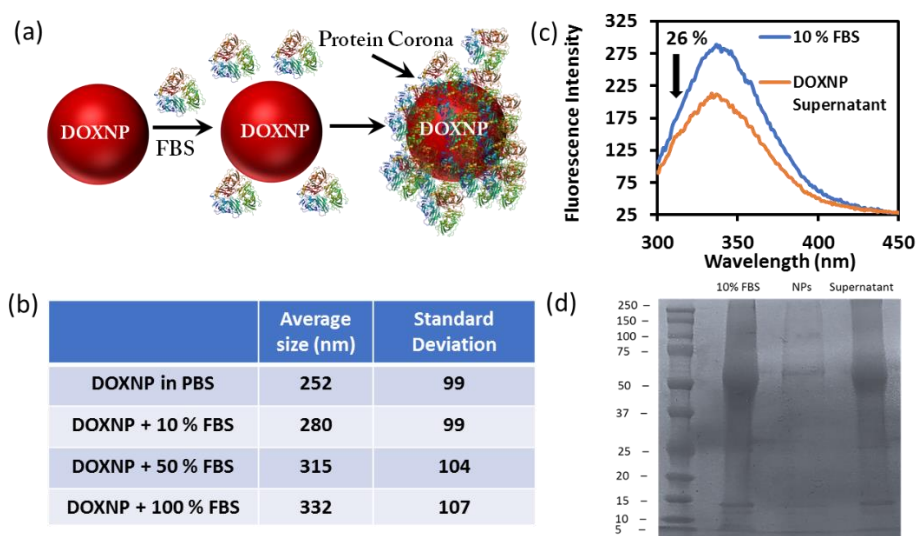 (a)
Protein Corona
DOXNP
FBS
DOXNP
DOXNP
(b)
Average size (nm) Standard Deviation
DOXNP in PBS 252 99
DOXNP + 10 % FBS 280 99
DOXNP + 50 % FBS 315 104
DOXNP + 100 % FBS 332 107
(c)
Fluorescence Intensity
325
275
225
175
125
75
25
26 %
10 % FBS
DOXNP
Supernatant
300 350 400 450
Wavelength (nm)
(d)
10% FBS NPs Supernatant
250 –
150 –
100 –
75 –
50 –
37 –
25 –
20 –
15 –
10 –
5 –